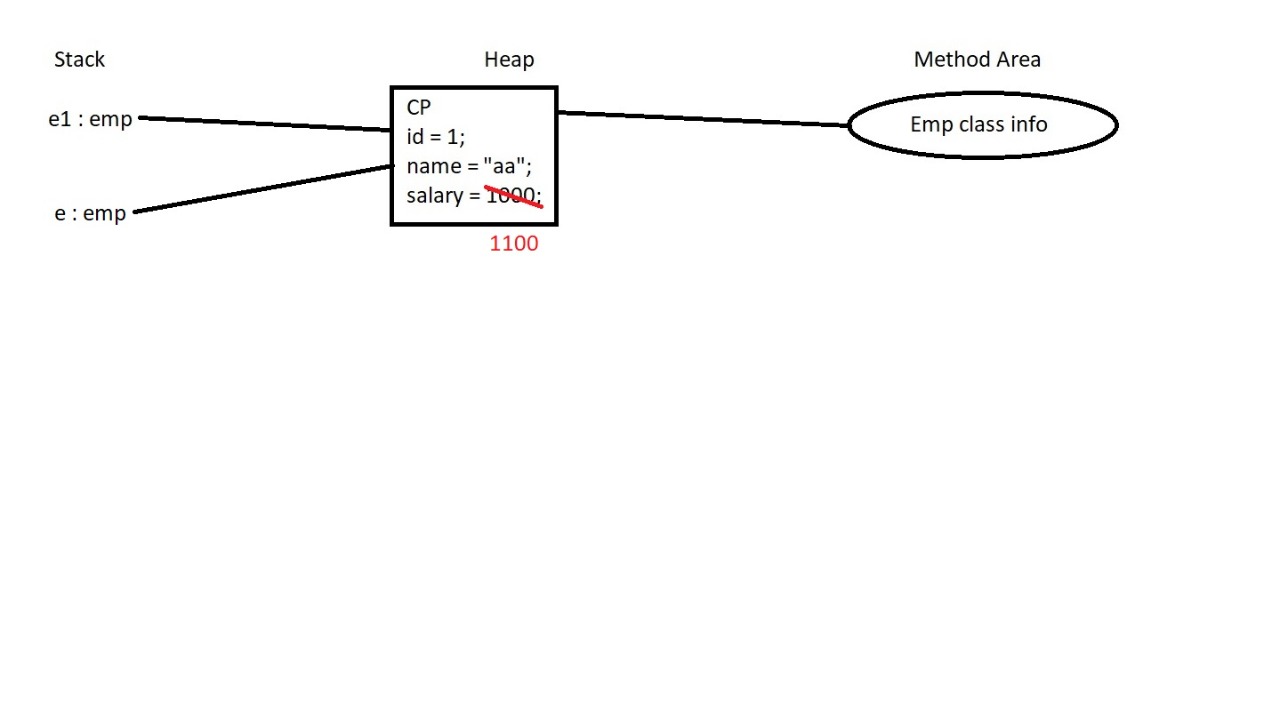 Stack
Heap
Method Area
e1 : emp
CP
id = 1;
name = "aa";
salary = 1000;
1100
Emp class info
e : emp